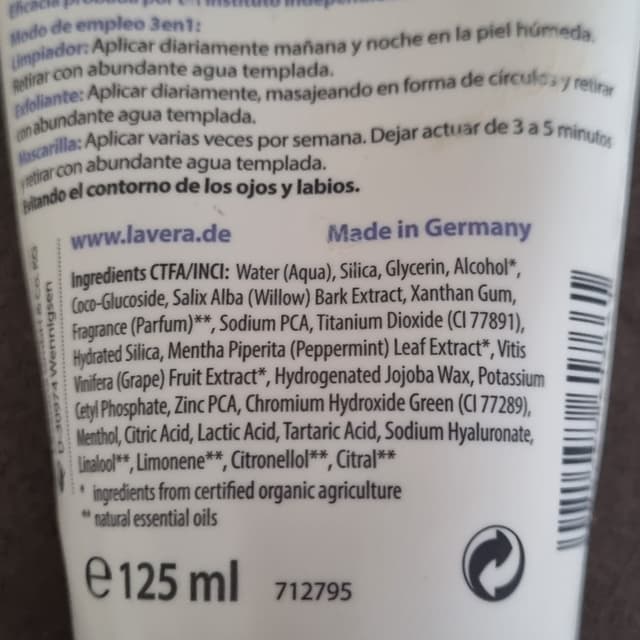 Eficacia probada por un instituto
Modo de empleo 3en1:
Limpiador: Aplicar diariamente mañana y noche en la piel húmeda.
Retirar con abundante agua templada.
Exfoliante: Aplicar diariamente, masajeando en forma de círculos y retirar
con abundante agua templada.
Mascarilla: Aplicar varias veces por semana. Dejar actuar de 3 a 5 minutos
y retirar con abundante agua templada.
Evitando el contorno de los ojos y labios.
www.lavera.de Made in Germany
Ingredients CTFA/INCI: Water (Aqua), Silica, Glycerin, Alcohol*,
Coco-Glucoside, Salix Alba (Willow) Bark Extract, Xanthan Gum,
Fragrance (Parfum)**, Sodium PCA, Titanium Dioxide (CI 77891),
Hydrated Silica, Mentha Piperita (Peppermint) Leaf Extract*, Vitis
Vinifera (Grape) Fruit Extract*, Hydrogenated Jojoba Wax, Potassium
Cetyl Phosphate, Zinc PCA, Chromium Hydroxide Green (CI 77289),
Menthol, Citric Acid, Lactic Acid, Tartaric Acid, Sodium Hyaluronate,
Linalool**, Limonene**, Citronellol**, Citral**
* ingredients from certified organic agriculture
** natural essential oils
e 125 ml 712795
D-30974 Wennigsen